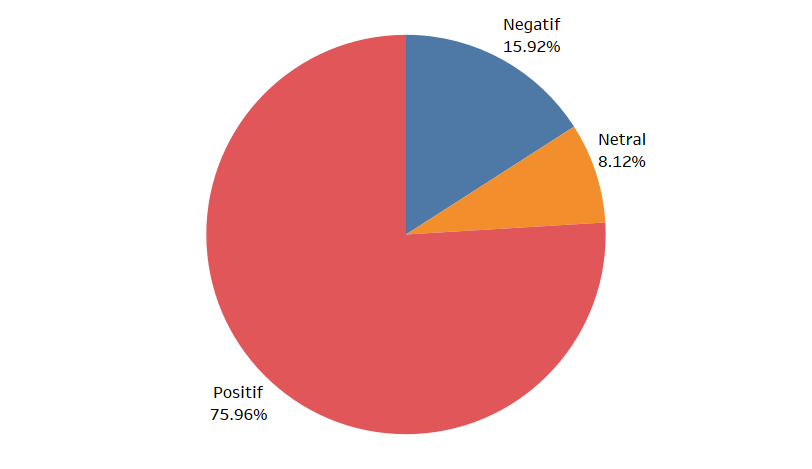 Negatif
15.92%
Netral
8.12%
Positif
75.96%